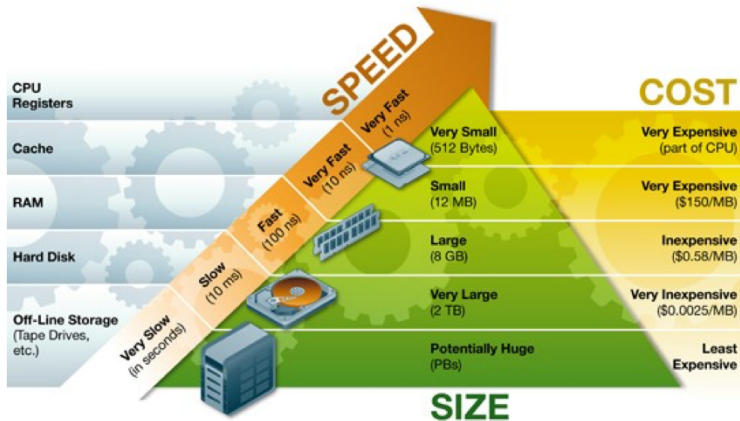 SPEED
COST
CPU
Registers
Very Fast
(1 ns)
Very Small
(512 Bytes)
Very Expensive
(part of CPU)
Cache
Very Fast
(10 ns)
Small
(12 MB)
Very Expensive
($150/MB)
RAM
Fast
(100 ns)
Large
(8 GB)
Inexpensive
($0.58/MB)
Hard Disk
Slow
(10 ms)
Very Large
(2 TB)
Very Inexpensive
($0.0025/MB)
Off-Line Storage
(Tape Drives,
etc.)
Very Slow
(in seconds)
Potentially Huge
(PBs)
Least
Expensive
SIZE